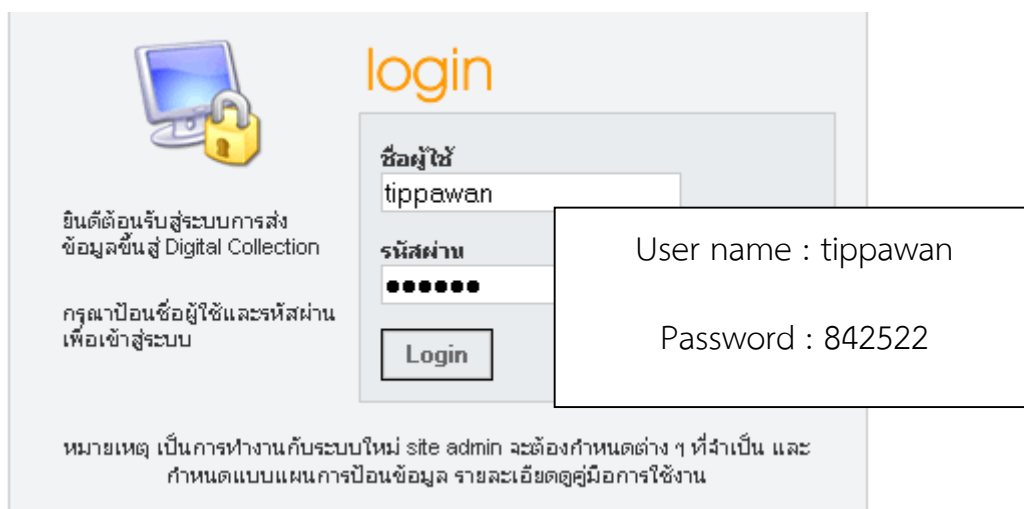 login
ชื่อผู้ใช้
tippawan
ยินดีต้อนรับสู่ระบบการส่ง
ข้อมูลขึ้นสู่ Digital Collection
รหัสผ่าน
●●●●●●
กรุณาป้อนชื่อผู้ใช้และรหัสผ่าน
เพื่อเข้าสู่ระบบ
Login
User name : tippawan
Password : 842522
หมายเหตุ เป็นการทำงานกับระบบใหม่ site admin จะต้องกำหนดต่าง ๆ ที่จำเป็น และ
กำหนดแบบแผนการป้อนข้อมูล รายละเอียดดูคู่มือการใช้งาน